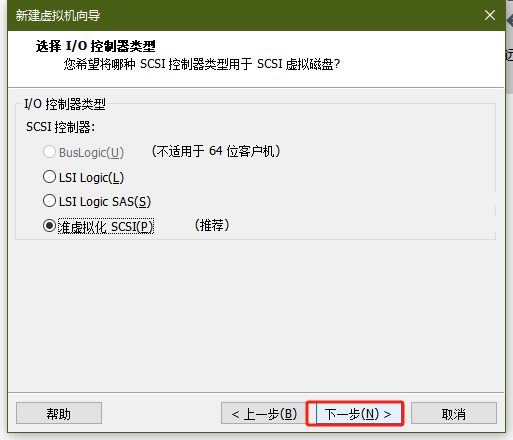 新建虚拟机向导
选择 I/O 控制器类型
您希望将哪种 SCSI 控制器类型用于 SCSI 虚拟磁盘?
I/O 控制器类型
SCSI 控制器:
BusLogic(U) (不适用于 64 位客户机)
LSI Logic(L)
LSI Logic SAS(S)
准虚拟化 SCSI(P) (推荐)
帮助 < 上一步(B) 下一步(N) > 取消